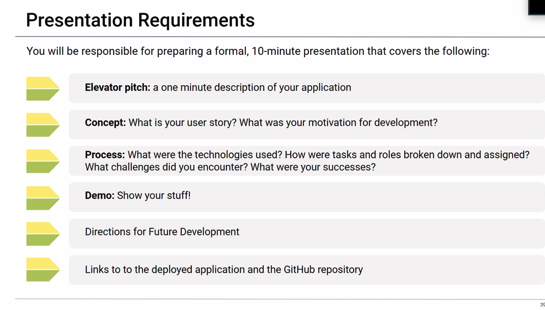 Presentation Requirements
You will be responsible for preparing a formal, 10-minute presentation that covers the following:
Elevator pitch: a one minute description of your application
Concept: What is your user story? What was your motivation for development?
Process: What were the technologies used? How were tasks and roles broken down and assigned?
What challenges did you encounter? What were your successes?
Demo: Show your stuff!
Directions for Future Development
Links to to the deployed application and the GitHub repository